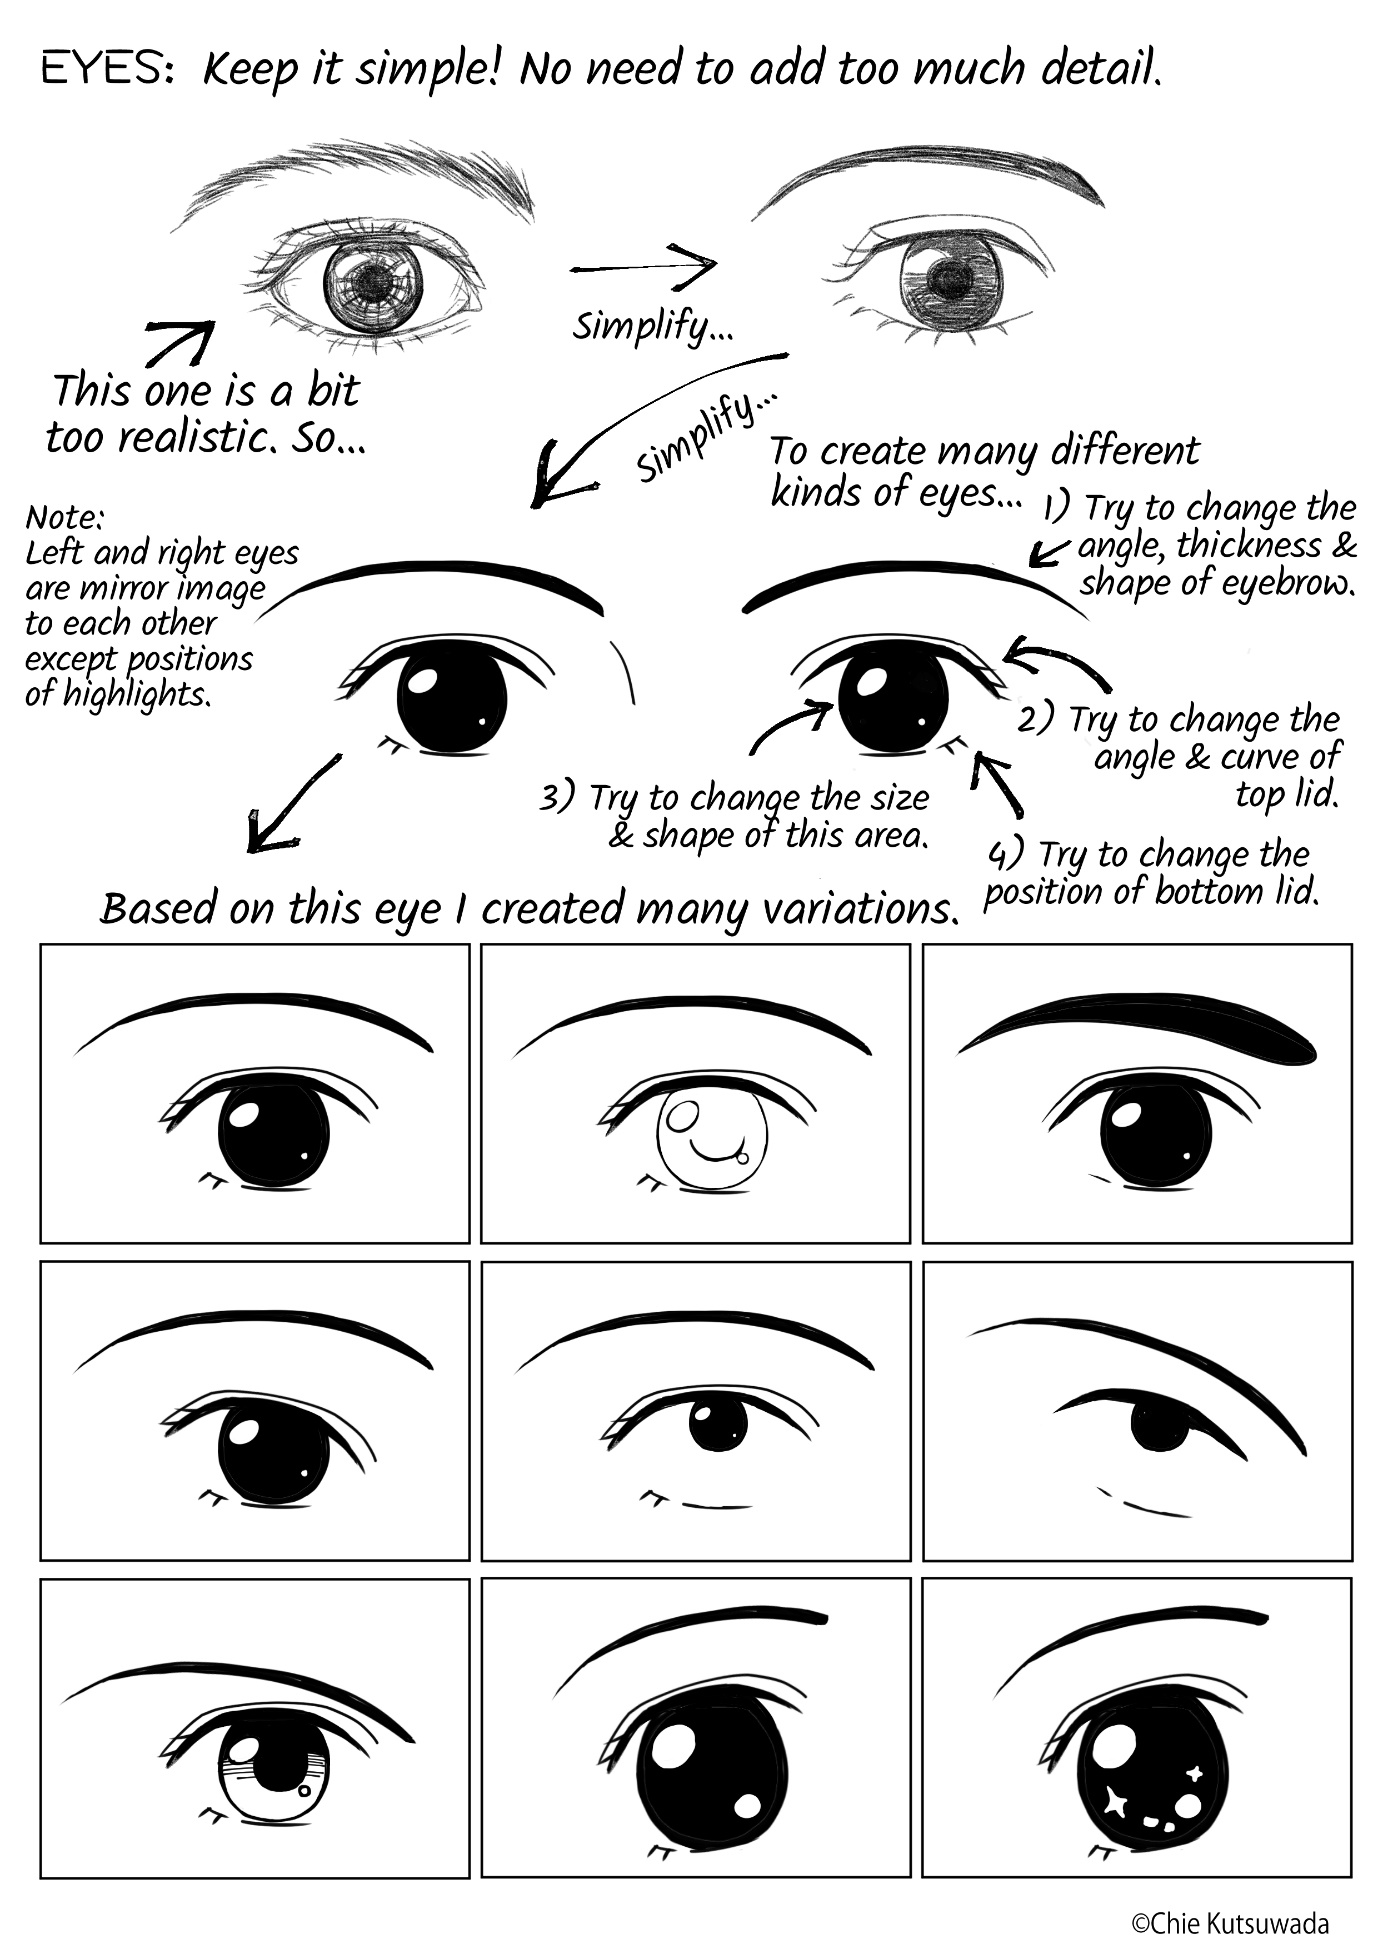 EYES: Keep it simple! No need to add too much detail.
Simplify...
This one is a bit
too realistic. So...
Simplify...
To create many different
kinds of eyes...
1) Try to change the
angle, thickness &
shape of eyebrow.
Note:
Left and right eyes
are mirror image
to each other
except positions
of highlights.
2) Try to change the
angle & curve of
top lid.
3) Try to change the size
& shape of this area.
4) Try to change the
position of bottom lid.
Based on this eye I created many variations.
©Chie Kutsuwada